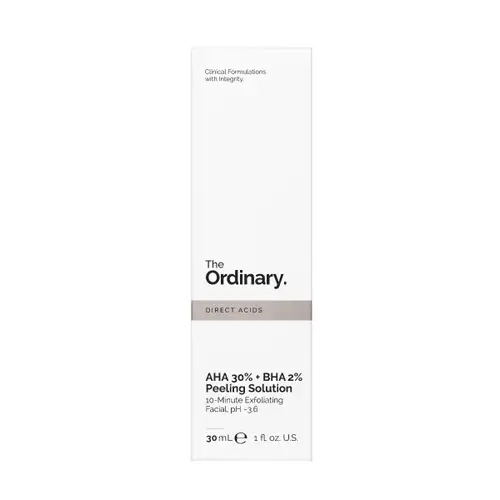 Clinical Formulations
with Integrity.
The
Ordinary.
DIRECT ACIDS
AHA 30% + BHA 2%
Peeling Solution
10-Minute Exfoliating
Facial, pH ~3.6
30 mL ℮ 1 fl. oz. U.S.